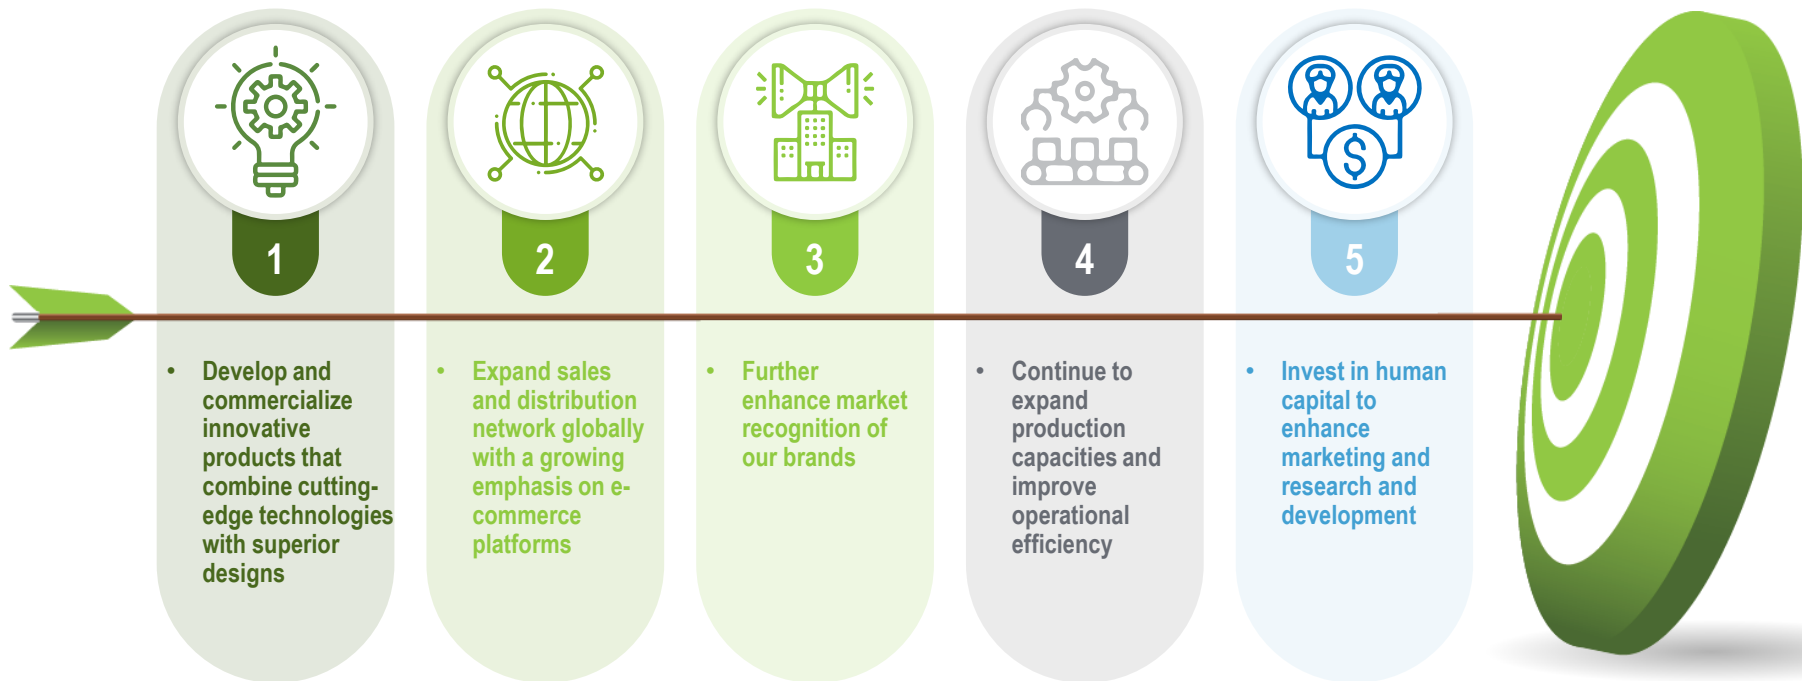 1
• Develop and
commercialize
innovative
products that
combine cutting-
edge technologies
with superior
designs
2
• Expand sales
and distribution
network globally
with a growing
emphasis on e-
commerce
platforms
3
• Further
enhance market
recognition of
our brands
4
• Continue to
expand
production
capacities and
improve
operational
efficiency
$
5
• Invest in human
capital to
enhance
marketing and
research and
development